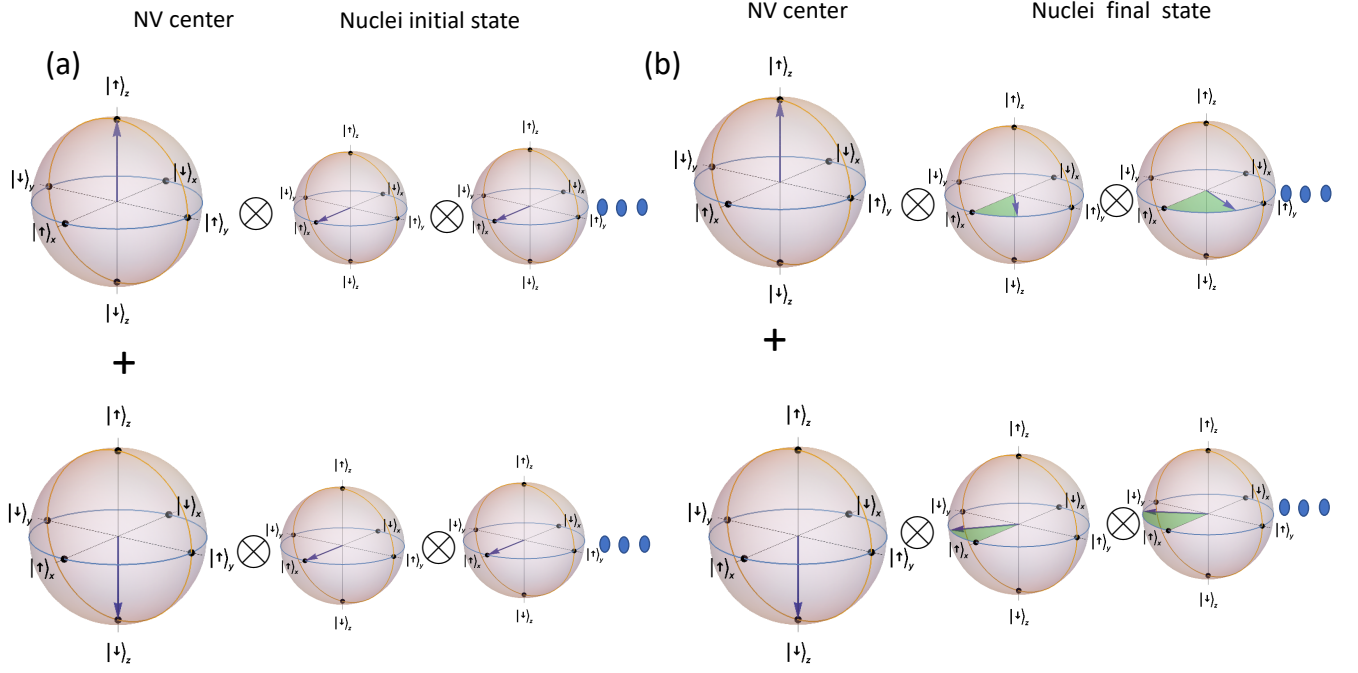 NV center
Nuclei initial state
NV center
Nuclei final state
(a)
|↑⟩z
|↓⟩y
|↓⟩x
|↑⟩x
|↑⟩y
|↓⟩z
|↑⟩z
|↓⟩y
|↓⟩x
|↑⟩x
|↑⟩y
|↓⟩z
|↑⟩z
|↓⟩y
|↓⟩x
|↑⟩x
|↑⟩y
|↓⟩z
+
|↑⟩z
|↓⟩y
|↓⟩x
|↑⟩x
|↑⟩y
|↓⟩z
|↑⟩z
|↓⟩y
|↓⟩x
|↑⟩x
|↑⟩y
|↓⟩z
|↑⟩z
|↓⟩y
|↓⟩x
|↑⟩x
|↑⟩y
|↓⟩z
(b)
|↑⟩z
|↓⟩y
|↓⟩x
|↑⟩x
|↑⟩y
|↓⟩z
|↑⟩z
|↓⟩y
|↓⟩x
|↑⟩x
|↑⟩y
|↓⟩z
|↑⟩z
|↓⟩y
|↓⟩x
|↑⟩x
|↑⟩y
|↓⟩z
+
|↑⟩z
|↓⟩y
|↓⟩x
|↑⟩x
|↑⟩y
|↓⟩z
|↑⟩z
|↓⟩y
|↓⟩x
|↑⟩x
|↑⟩y
|↓⟩z
|↑⟩z
|↓⟩y
|↓⟩x
|↑⟩x
|↑⟩y
|↓⟩z